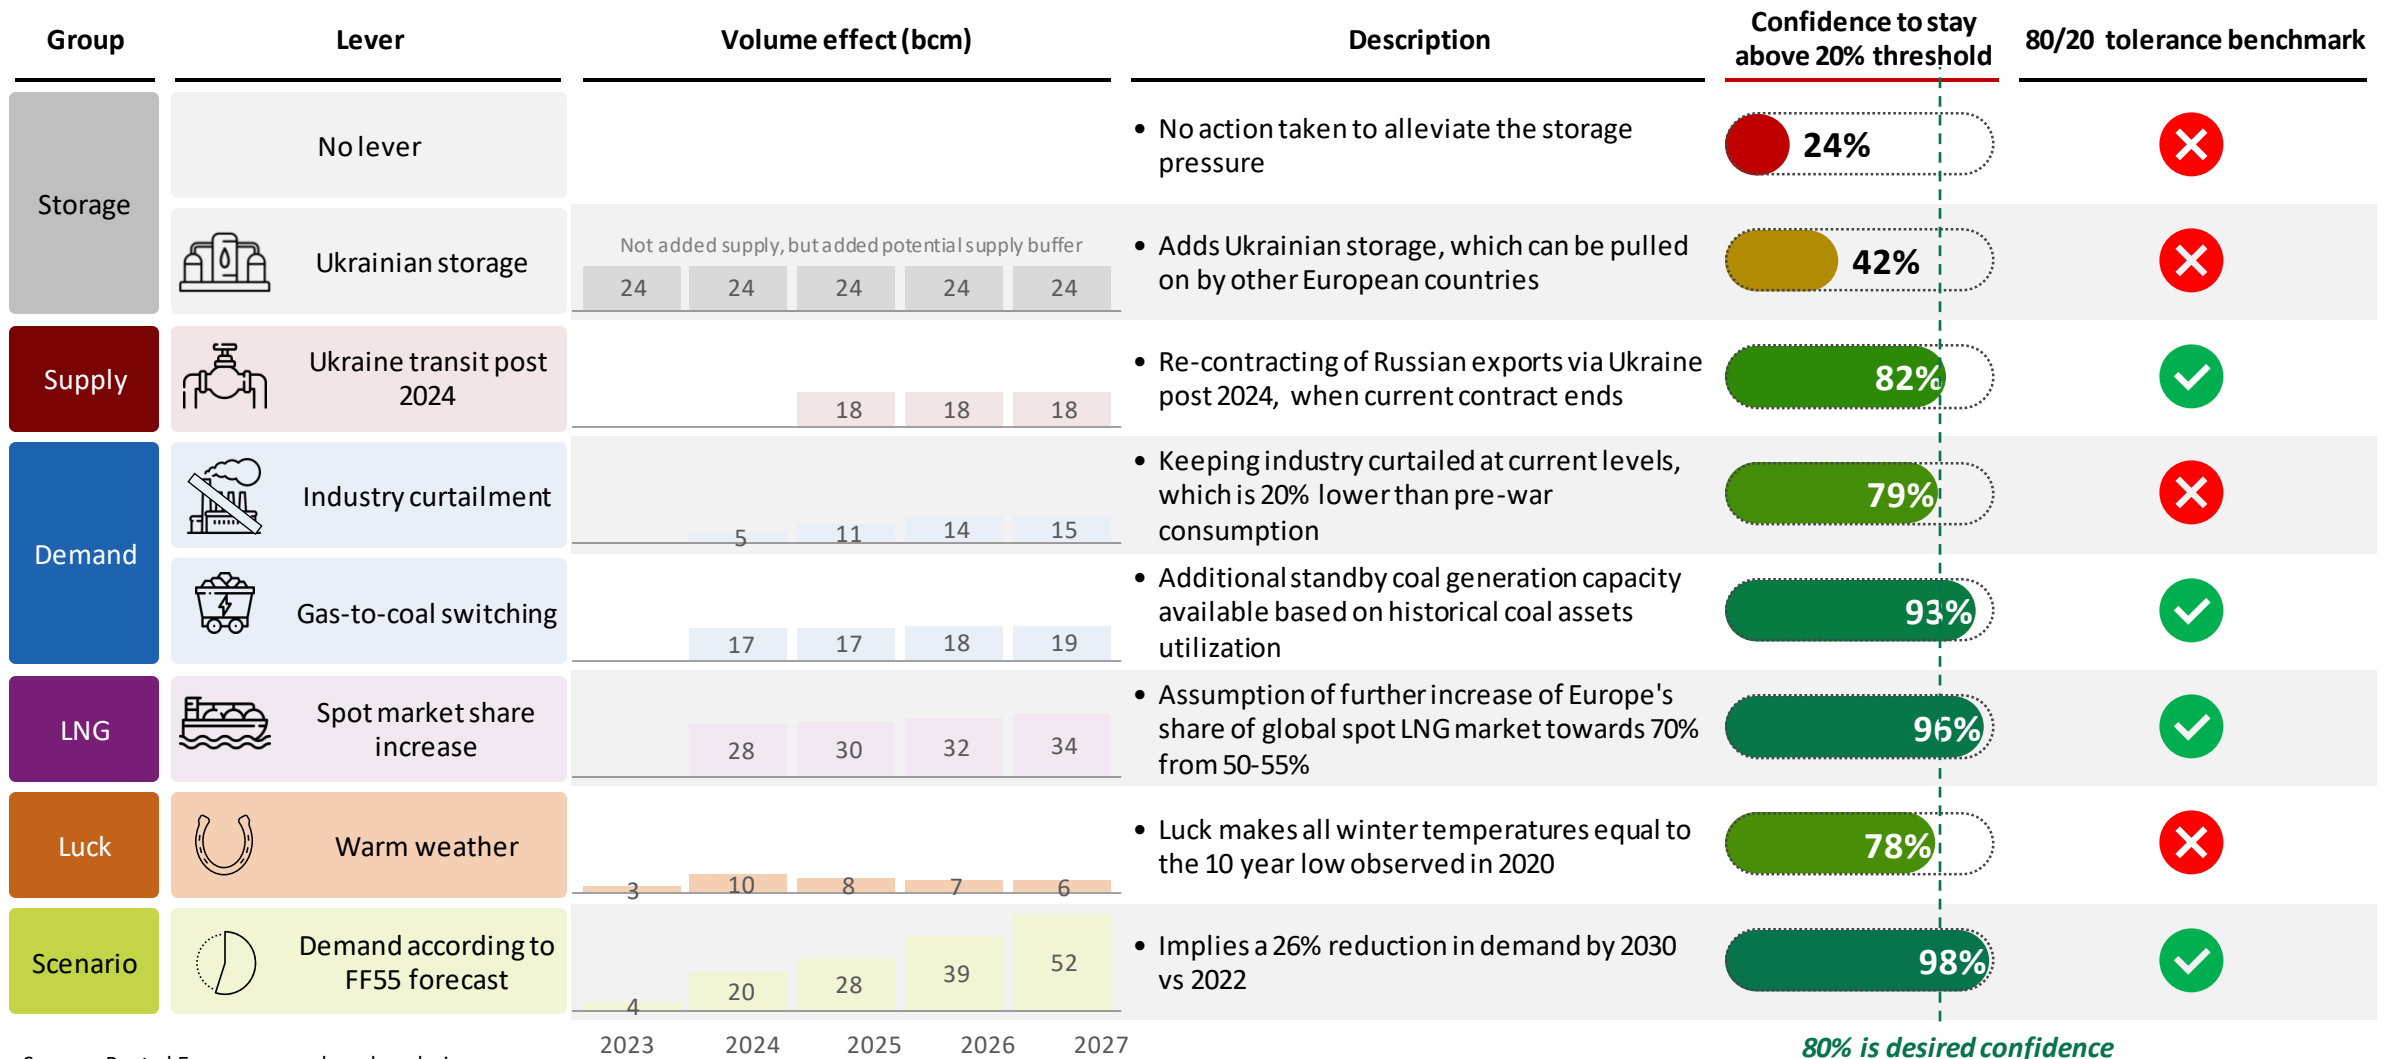 Group
Lever
Volume effect (bcm)
Description
Confidence to stay
above 20% threshold
80/20 tolerance benchmark
Storage
No lever
• No action taken to alleviate the storage
pressure
24%
Ukrainian storage
Not added supply, but added potential supply buffer
24 24 24 24 24
• Adds Ukrainian storage, which can be pulled
on by other European countries
42%
Supply
Ukraine transit post
2024
18 18 18
• Re-contracting of Russian exports via Ukraine
post 2024, when current contract ends
82%
Demand
Industry curtailment
5 11 14 15
• Keeping industry curtailed at current levels,
which is 20% lower than pre-war
consumption
79%
Gas-to-coal switching
17 17 18 19
• Additional standby coal generation capacity
available based on historical coal assets
utilization
93%
LNG
Spot market share
increase
28 30 32 34
• Assumption of further increase of Europe's
share of global spot LNG market towards 70%
from 50-55%
96%
Luck
Warm weather
3 10 8 7 6
• Luck makes all winter temperatures equal to
the 10 year low observed in 2020
78%
Scenario
Demand according to
FF55 forecast
4 20 28 39 52
• Implies a 26% reduction in demand by 2030
vs 2022
98%
2023 2024 2025 2026 2027
80% is desired confidence